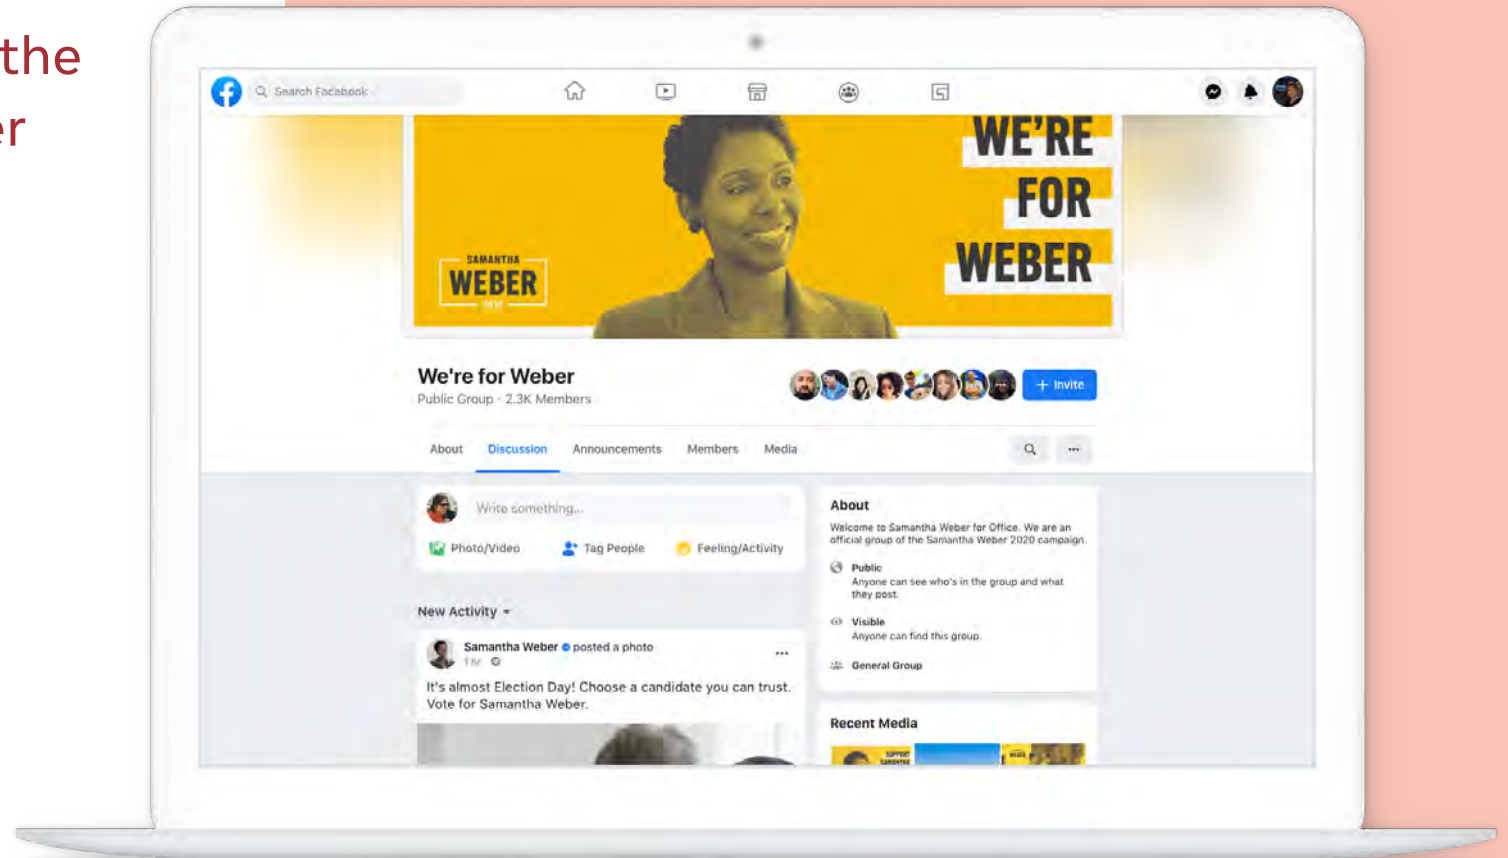 the
er
Search Facebook
WE'RE
FOR
WEBER
SAMANTHA
WEBER
We're for Weber
Public Group · 2.3K Members
+ Invite
About Discussion Announcements Members Media
Write something...
Photo/Video Tag People Feeling/Activity
New Activity
Samantha Weber posted a photo
1 hr
It's almost Election Day! Choose a candidate you can trust.
Vote for Samantha Weber.
About
Welcome to Samantha Weber for Office. We are an
official group of the Samantha Weber 2020 campaign.
Public
Anyone can see who's in the group and what
they post.
Visible
Anyone can find this group.
General Group
Recent Media
SUPPORT
SAMANTHA